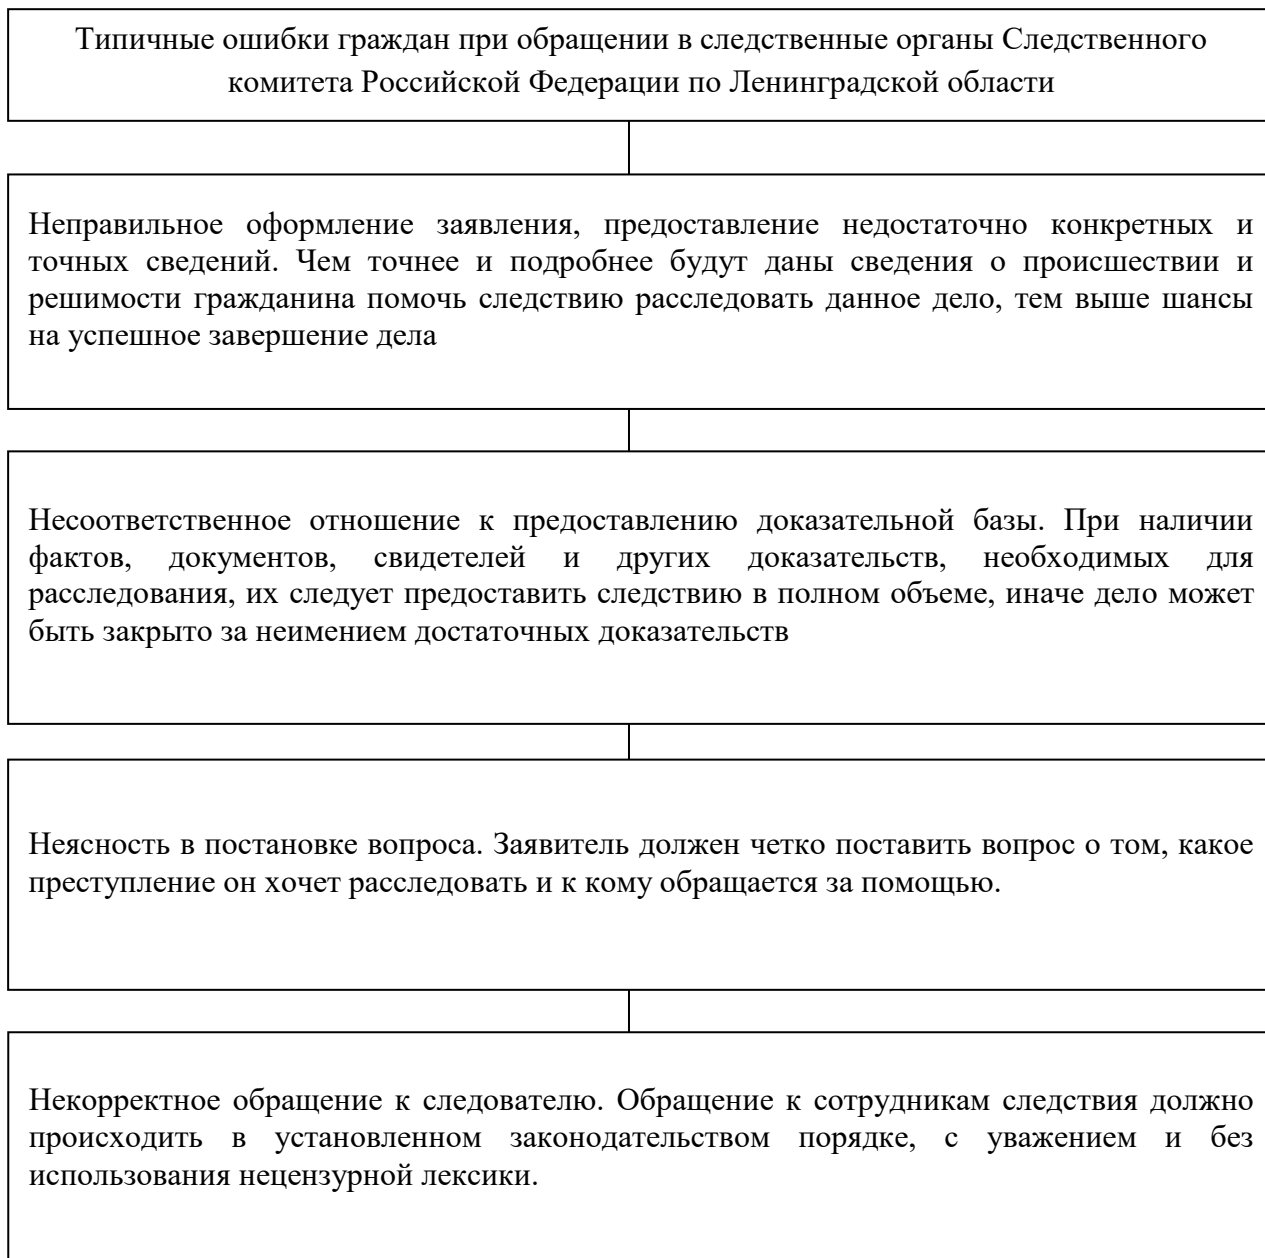 Типичные ошибки граждан при обращении в следственные органы Следственного
комитета Российской Федерации по Ленинградской области
Неправильное оформление заявления, предоставление недостаточно конкретных и
точных сведений. Чем точнее и подробнее будут даны сведения о происшествии и
решимости гражданина помочь следствию расследовать данное дело, тем выше шансы
на успешное завершение дела
Несоответственное отношение к предоставлению доказательной базы. При наличии
фактов, документов, свидетелей и других доказательств, необходимых для
расследования, их следует предоставить следствию в полном объеме, иначе дело может
быть закрыто за неимением достаточных доказательств
Неясность в постановке вопроса. Заявитель должен четко поставить вопрос о том, какое
преступление он хочет расследовать и к кому обращается за помощью.
Некорректное обращение к следователю. Обращение к сотрудникам следствия должно
происходить в установленном законодательством порядке, с уважением и без
использования нецензурной лексики.